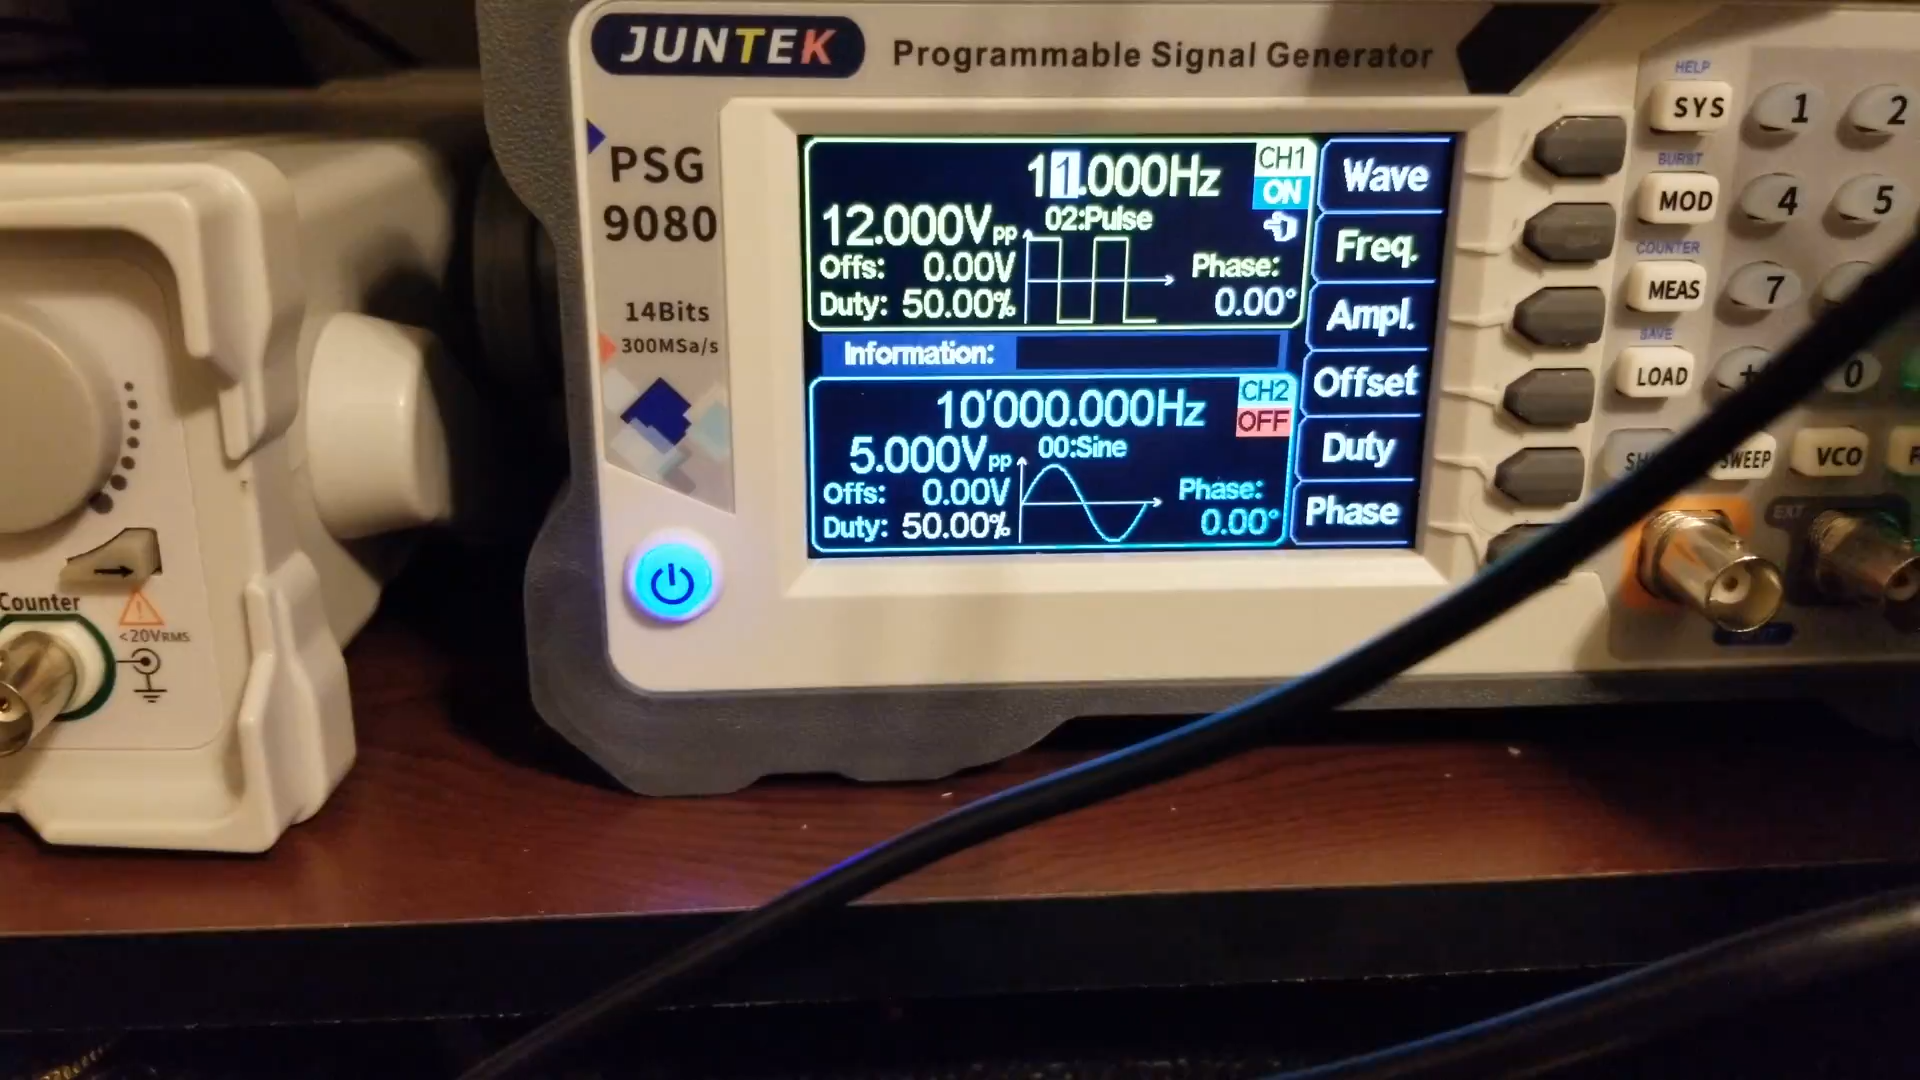 JUNTEK Programmable Signal Generator
PSG
9080
14Bits
300MSa/s
11.000Hz
CH1
ON
12.000Vpp
02:Pulse
Offs: 0.00V
Duty: 50.00%
Phase:
0.00°
Information:
10'000.000Hz
CH2
OFF
5.000Vpp
00:Sine
Offs: 0.00V
Duty: 50.00%
Phase:
0.00°
Wave
Freq.
Ampl.
Offset
Duty
Phase
HELP
SYS
1
2
BURST
MOD
4
5
COUNTER
MEAS
7
SAVE
LOAD
0
SWEEP
VCO
EXT
Counter
<20VRMS